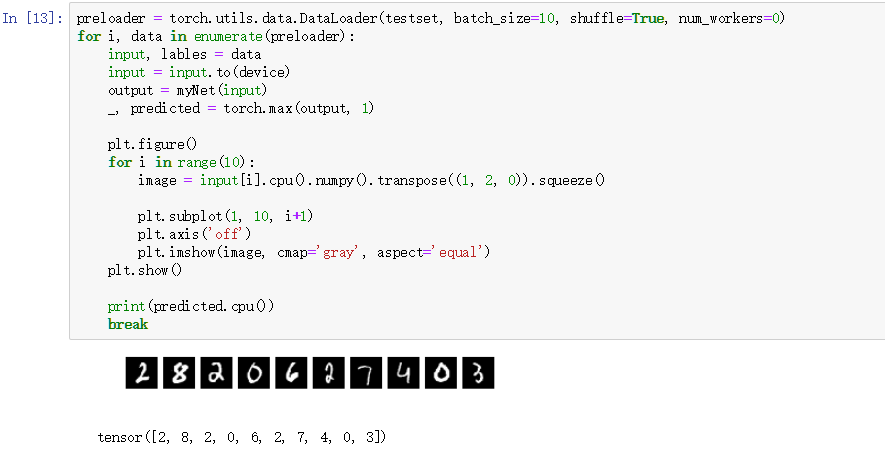 In [13]: preloader = torch.utils.data.DataLoader(testset, batch_size=10, shuffle=True, num_workers=0)
for i, data in enumerate(preloader):
    input, lables = data
    input = input.to(device)
    output = myNet(input)
    _, predicted = torch.max(output, 1)

    plt.figure()
    for i in range(10):
        image = input[i].cpu().numpy().transpose((1, 2, 0)).squeeze()

        plt.subplot(1, 10, i+1)
        plt.axis('off')
        plt.imshow(image, cmap='gray', aspect='equal')
    plt.show()

    print(predicted.cpu())
    break
2 8 2 0 6 2 7 4 0 3
tensor([2, 8, 2, 0, 6, 2, 7, 4, 0, 3])